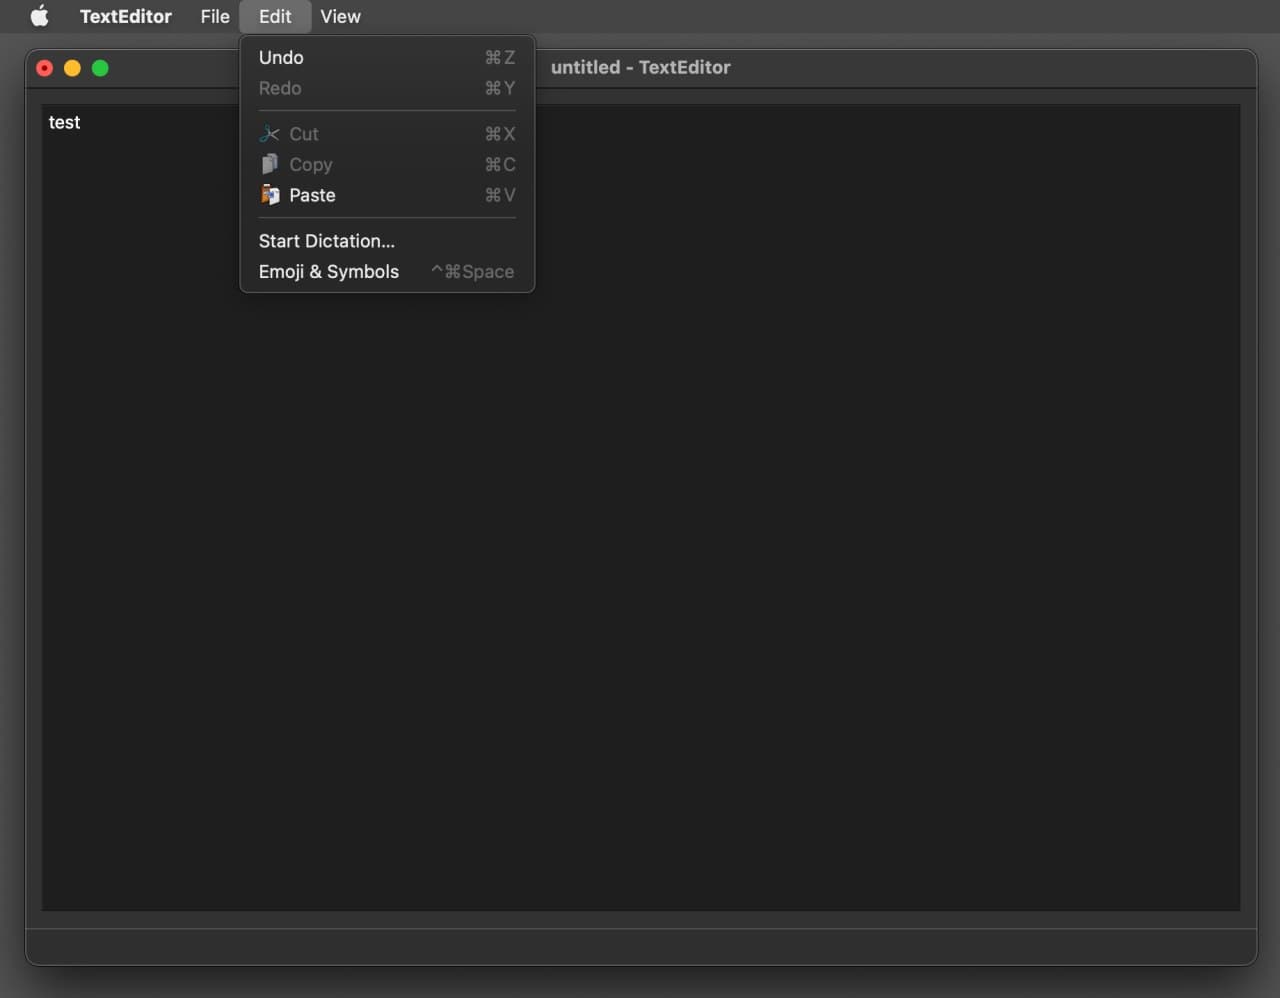 TextEditor File Edit View
untitled - TextEditor
test
Undo ⌘Z
Redo ⌘Y
Cut ⌘X
Copy ⌘C
Paste ⌘V
Start Dictation...
Emoji & Symbols ^⌘Space